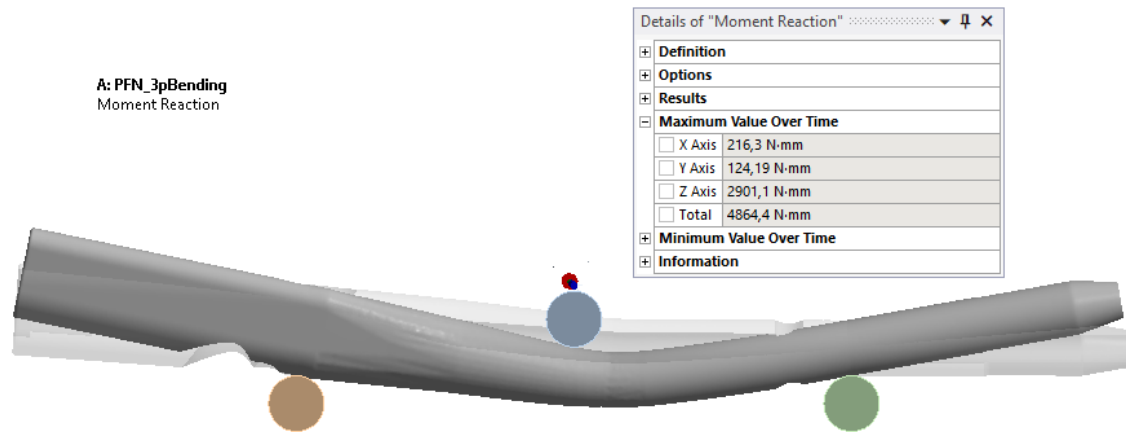 Details of "Moment Reaction"
Definition
Options
Results
Maximum Value Over Time
X Axis 216,3 N·mm
Y Axis 124,19 N·mm
Z Axis 2901,1 N·mm
Total 4864,4 N·mm
Minimum Value Over Time
Information
A: PFN_3pBending
Moment Reaction